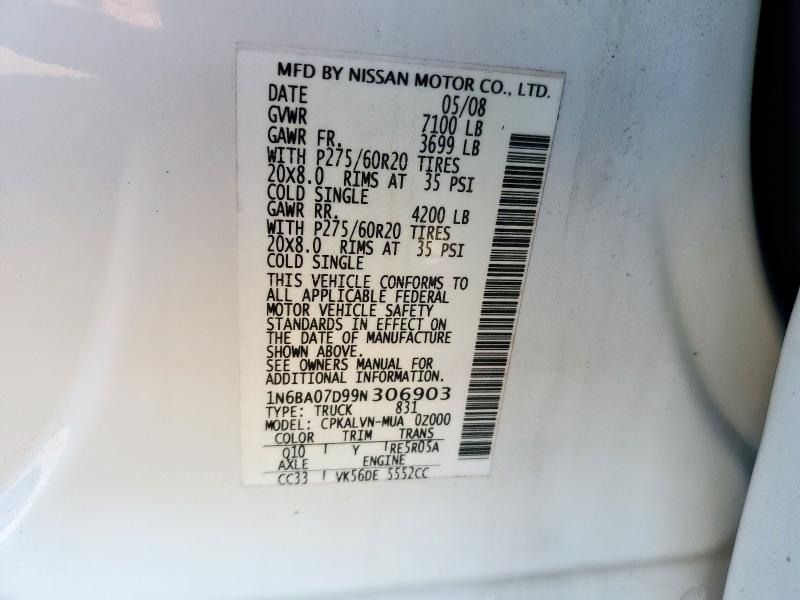 MFD BY NISSAN MOTOR CO., LTD.
DATE 05/08
GVWR 7100 LB
GAWR FR. 3699 LB
WITH P275/60R20 TIRES
20X8.0 RIMS AT 35 PSI
COLD SINGLE
GAWR RR. 4200 LB
WITH P275/60R20 TIRES
20X8.0 RIMS AT 35 PSI
COLD SINGLE
THIS VEHICLE CONFORMS TO
ALL APPLICABLE FEDERAL
MOTOR VEHICLE SAFETY
STANDARDS IN EFFECT ON
THE DATE OF MANUFACTURE
SHOWN ABOVE.
SEE OWNERS MANUAL FOR
ADDITIONAL INFORMATION.
1N6BA07D99N306903
TYPE: TRUCK 831
MODEL: CPKALVN-MUA 0Z000
COLOR TRIM TRANS
Q10 Y RE5R05A
AXLE ENGINE
CC33 VK56DE 5552CC